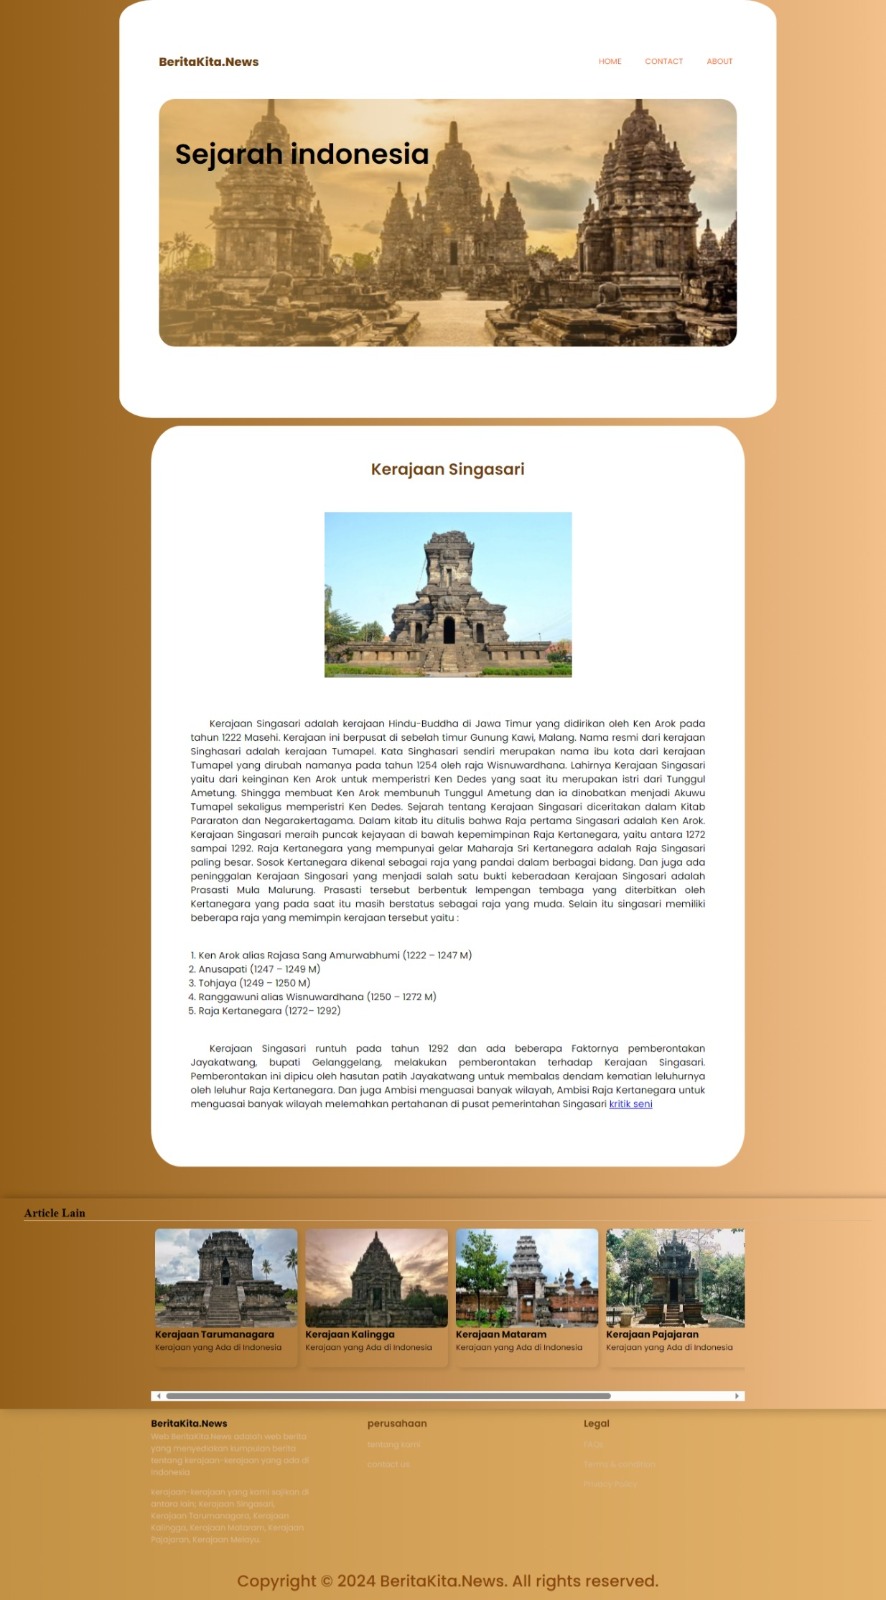 BeritaKita.News
HOME CONTACT ABOUT
Sejarah indonesia
Kerajaan Singasari
Kerajaan Singasari adalah kerajaan Hindu-Buddha di Jawa Timur yang didirikan oleh Ken Arok pada
tahun 1222 Masehi. Kerajaan ini berpusat di sebelah timur Gunung Kawi, Malang. Nama resmi dari kerajaan
Singhasari adalah kerajaan Tumapel. Kata Singhasari sendiri merupakan nama ibu kota dari kerajaan
Tumapel yang dirubah namanya pada tahun 1254 oleh raja Wisnuwardhana. Lahirnya Kerajaan Singasari
yaitu dari keinginan Ken Arok untuk memperistri Ken Dedes yang saat itu merupakan istri dari Tunggul
Ametung. Shingga membuat Ken Arok membunuh Tunggul Ametung dan ia dinobatkan menjadi Akuwu
Tumapel sekaligus memperistri Ken Dedes. Sejarah tentang Kerajaan Singasari diceritakan dalam Kitab
Pararaton dan Negarakertagama. Dalam kitab itu ditulis bahwa Raja pertama Singasari adalah Ken Arok.
Kerajaan Singasari meraih puncak kejayaan di bawah kepemimpinan Raja Kertanegara, yaitu antara 1272
sampai 1292. Raja Kertanegara yang mempunyai gelar Maharaja Sri Kertanegara adalah Raja Singasari
paling besar. Sosok Kertanegara dikenal sebagai raja yang pandai dalam berbagai bidang. Dan juga ada
peninggalan Kerajaan Singosari yang menjadi salah satu bukti keberadaan Kerajaan Singosari adalah
Prasasti Mula Malurung. Prasasti tersebut berbentuk lempengan tembaga yang diterbitkan oleh
Kertanegara yang pada saat itu masih berstatus sebagai raja yang muda. Selain itu singasari memiliki
beberapa raja yang memimpin kerajaan tersebut yaitu :
1. Ken Arok alias Rajasa Sang Amurwabhumi (1222 – 1247 M)
2. Anusapati (1247 – 1249 M)
3. Tohjaya (1249 – 1250 M)
4. Ranggawuni alias Wisnuwardhana (1250 – 1272 M)
5. Raja Kertanegara (1272– 1292)
Kerajaan Singasari runtuh pada tahun 1292 dan ada beberapa Faktornya pemberontakan
Jayakatwang, bupati Gelanggelang, melakukan pemberontakan terhadap Kerajaan Singasari.
Pemberontakan ini dipicu oleh hasutan patih Jayakatwang untuk membalas dendam kematian leluhurnya
oleh leluhur Raja Kertanegara. Dan juga Ambisi menguasai banyak wilayah, Ambisi Raja Kertanegara untuk
menguasai banyak wilayah melemahkan pertahanan di pusat pemerintahan Singasari kritik seni
Article Lain
Kerajaan Tarumanagara Kerajaan Kalingga Kerajaan Mataram Kerajaan Pajajaran
Kerajaan yang Ada di Indonesia Kerajaan yang Ada di Indonesia Kerajaan yang Ada di Indonesia Kerajaan yang Ada di Indonesia
BeritaKita.News
Web BeritaKita.News adalah web berita
yang menyediakan kumpulan berita
tentang kerajaan-kerajaan yang ada di
Indonesia
kerajaan-kerajaan yang kami sajikan di
antara lain, Kerajaan Singasari,
Kerajaan Tarumanagara, Kerajaan
Kalingga, Kerajaan Mataram, Kerajaan
Pajajaran, Kerajaan Melayu.
perusahaan
tentang kami
contact us
Legal
FAQs
Terms & condition
Privacy Policy
Copyright © 2024 BeritaKita.News. All rights reserved.